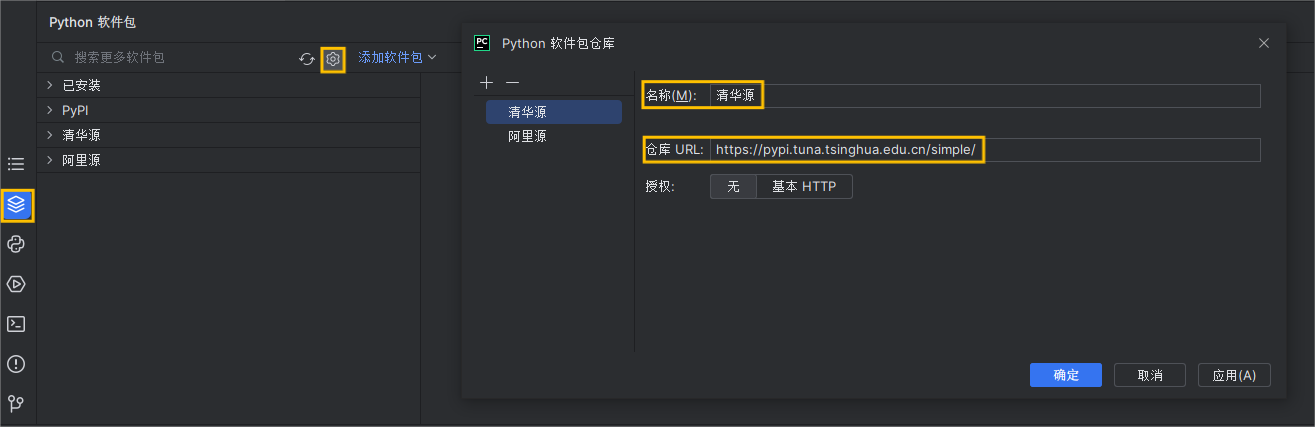 Python 软件包
搜索更多软件包
添加软件包
已安装
PyPI
清华源
阿里源
PC
Python 软件包仓库
清华源
阿里源
名称(M): 清华源
仓库 URL: https://pypi.tuna.tsinghua.edu.cn/simple/
授权: 无 基本 HTTP
确定 取消 应用(A)